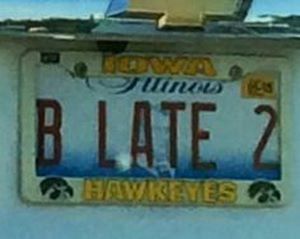 IOWA
Illinois
B LATE 2
HAWKEYES